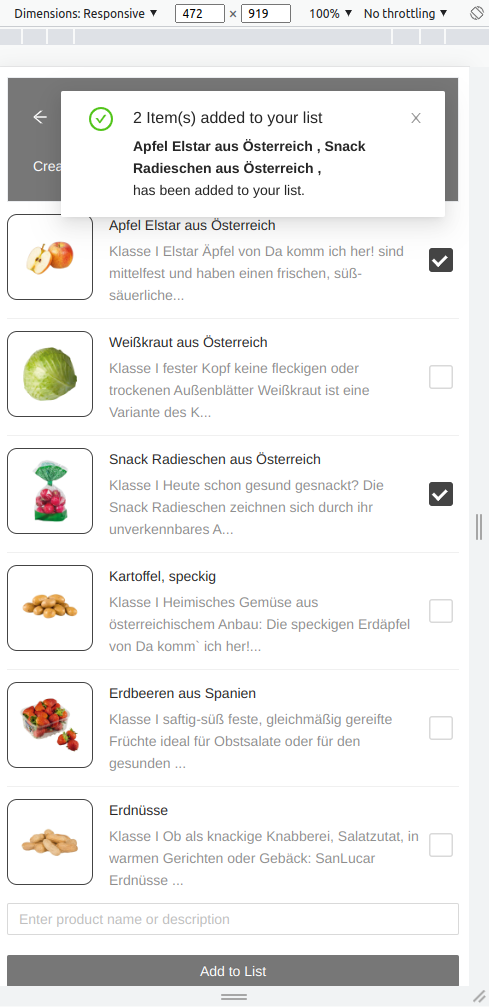 Dimensions: Responsive ▼ 472 × 919 100% ▼ No throttling ▼
2 Item(s) added to your list
Apfel Elstar aus Österreich , Snack
Radieschen aus Österreich ,
has been added to your list.
Crea
Apfel Elstar aus Österreich
Klasse I Elstar Äpfel von Da komm ich her! sind
mittelfest und haben einen frischen, süß-
säuerliche...
Weißkraut aus Österreich
Klasse I fester Kopf keine fleckigen oder
trockenen Außenblätter Weißkraut ist eine
Variante des K...
Snack Radieschen aus Österreich
Klasse I Heute schon gesund gesnackt? Die
Snack Radieschen zeichnen sich durch ihr
unverkennbares A...
Kartoffel, speckig
Klasse I Heimisches Gemüse aus
österreichischem Anbau: Die speckigen Erdäpfel
von Da komm` ich her!...
Erdbeeren aus Spanien
Klasse I saftig-süß feste, gleichmäßig gereifte
Früchte ideal für Obstsalate oder für den
gesunden ...
Erdnüsse
Klasse I Ob als knackige Knabberei, Salatzutat, in
warmen Gerichten oder Gebäck: SanLucar
Erdnüsse ...
Enter product name or description
Add to List